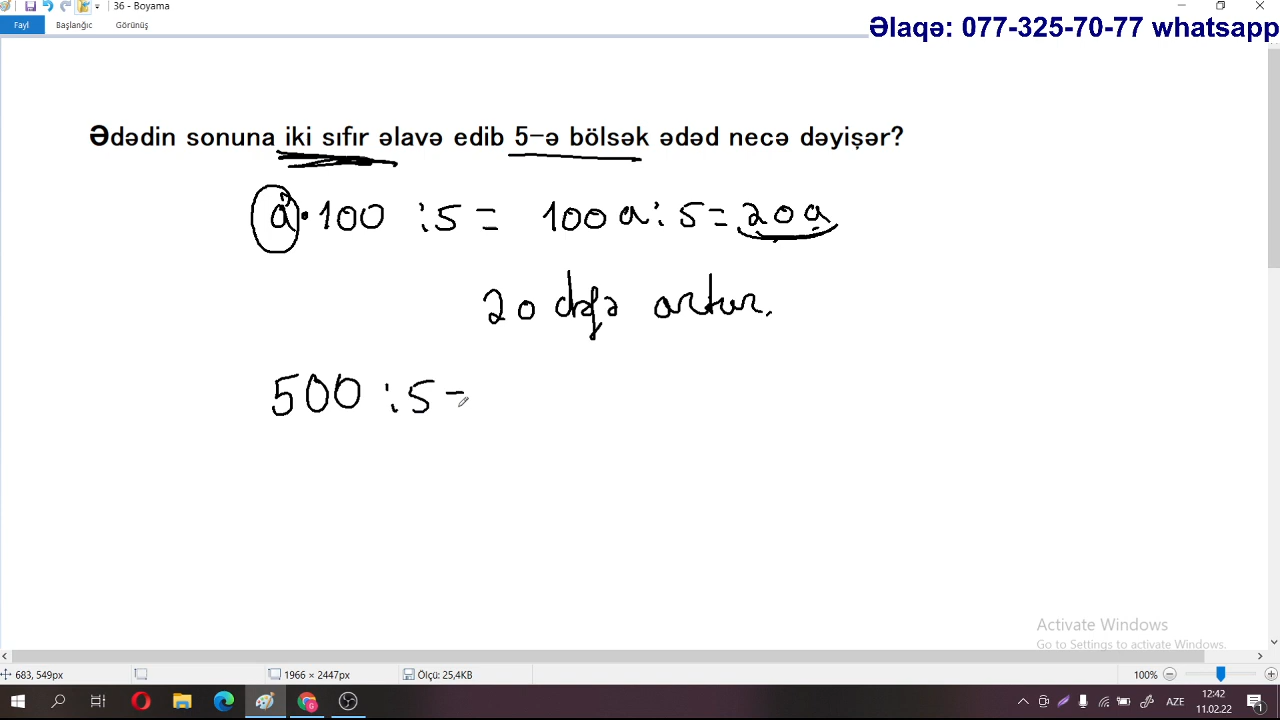 36 - Boyama
Əlaqə: 077-325-70-77 whatsapp
Fayl Başlanğıc Görünüş
Ədədin sonuna iki sıfır əlavə edib 5-ə bölsək ədəd necə dəyişər?
a·100 :5 = 100a:5=20a
20 dəfə artır.
500 :5 -
Activate Windows
Go to Settings to activate Windows.
683, 549px 1966 × 2447px Ölçü: 25,4KB 100%
AZE 12:42
11.02.22 1